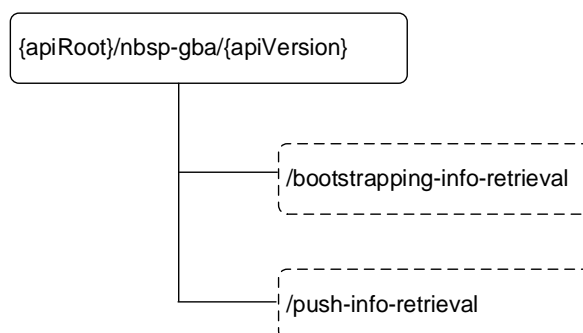 {apiRoot}/nbsp-gba/{apiVersion}
/bootstrapping-info-retrieval
/push-info-retrieval